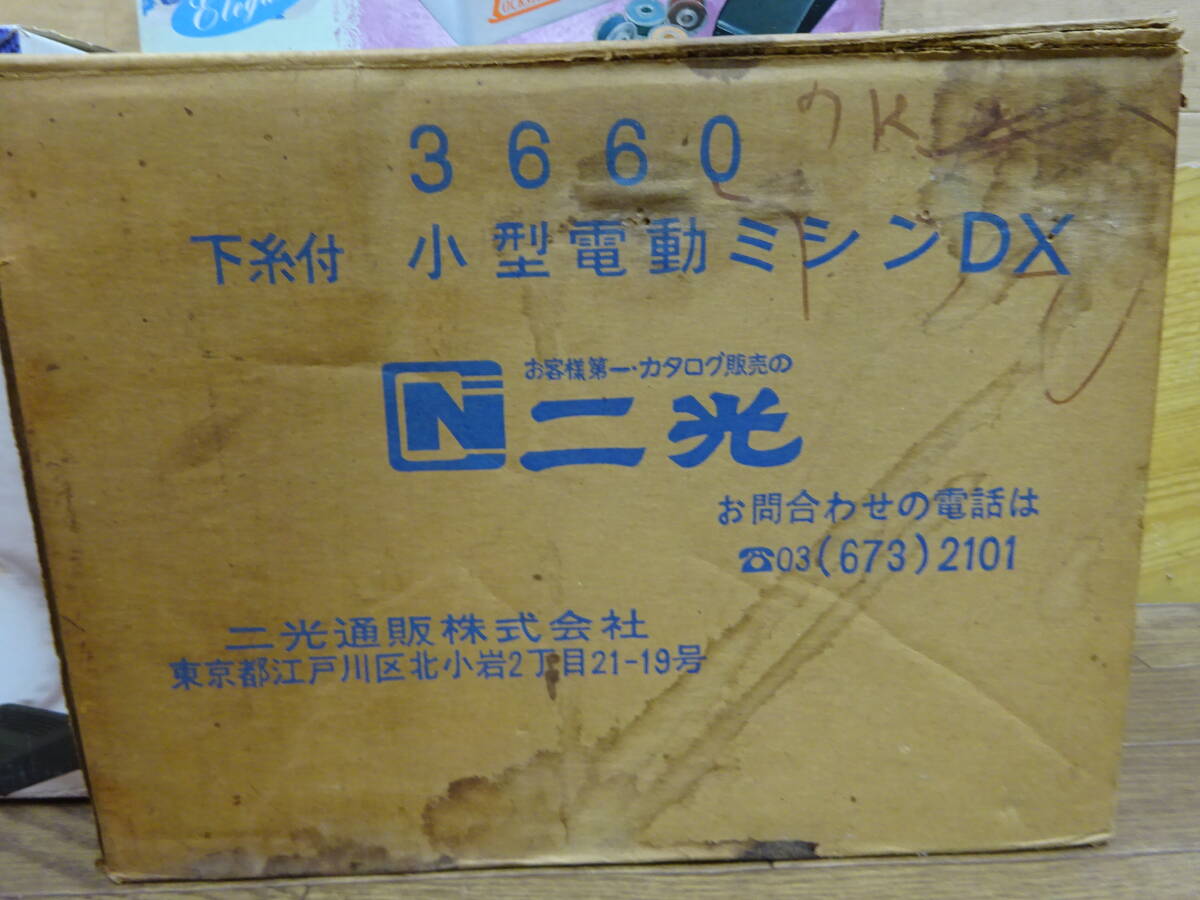 3660
下糸付 小型電動ミシンDX
お客様第一・カタログ販売の
N二光
お問合わせの電話は
☎03(673)2101
二光通販株式会社
東京都江戸川区北小岩2丁目21-19号